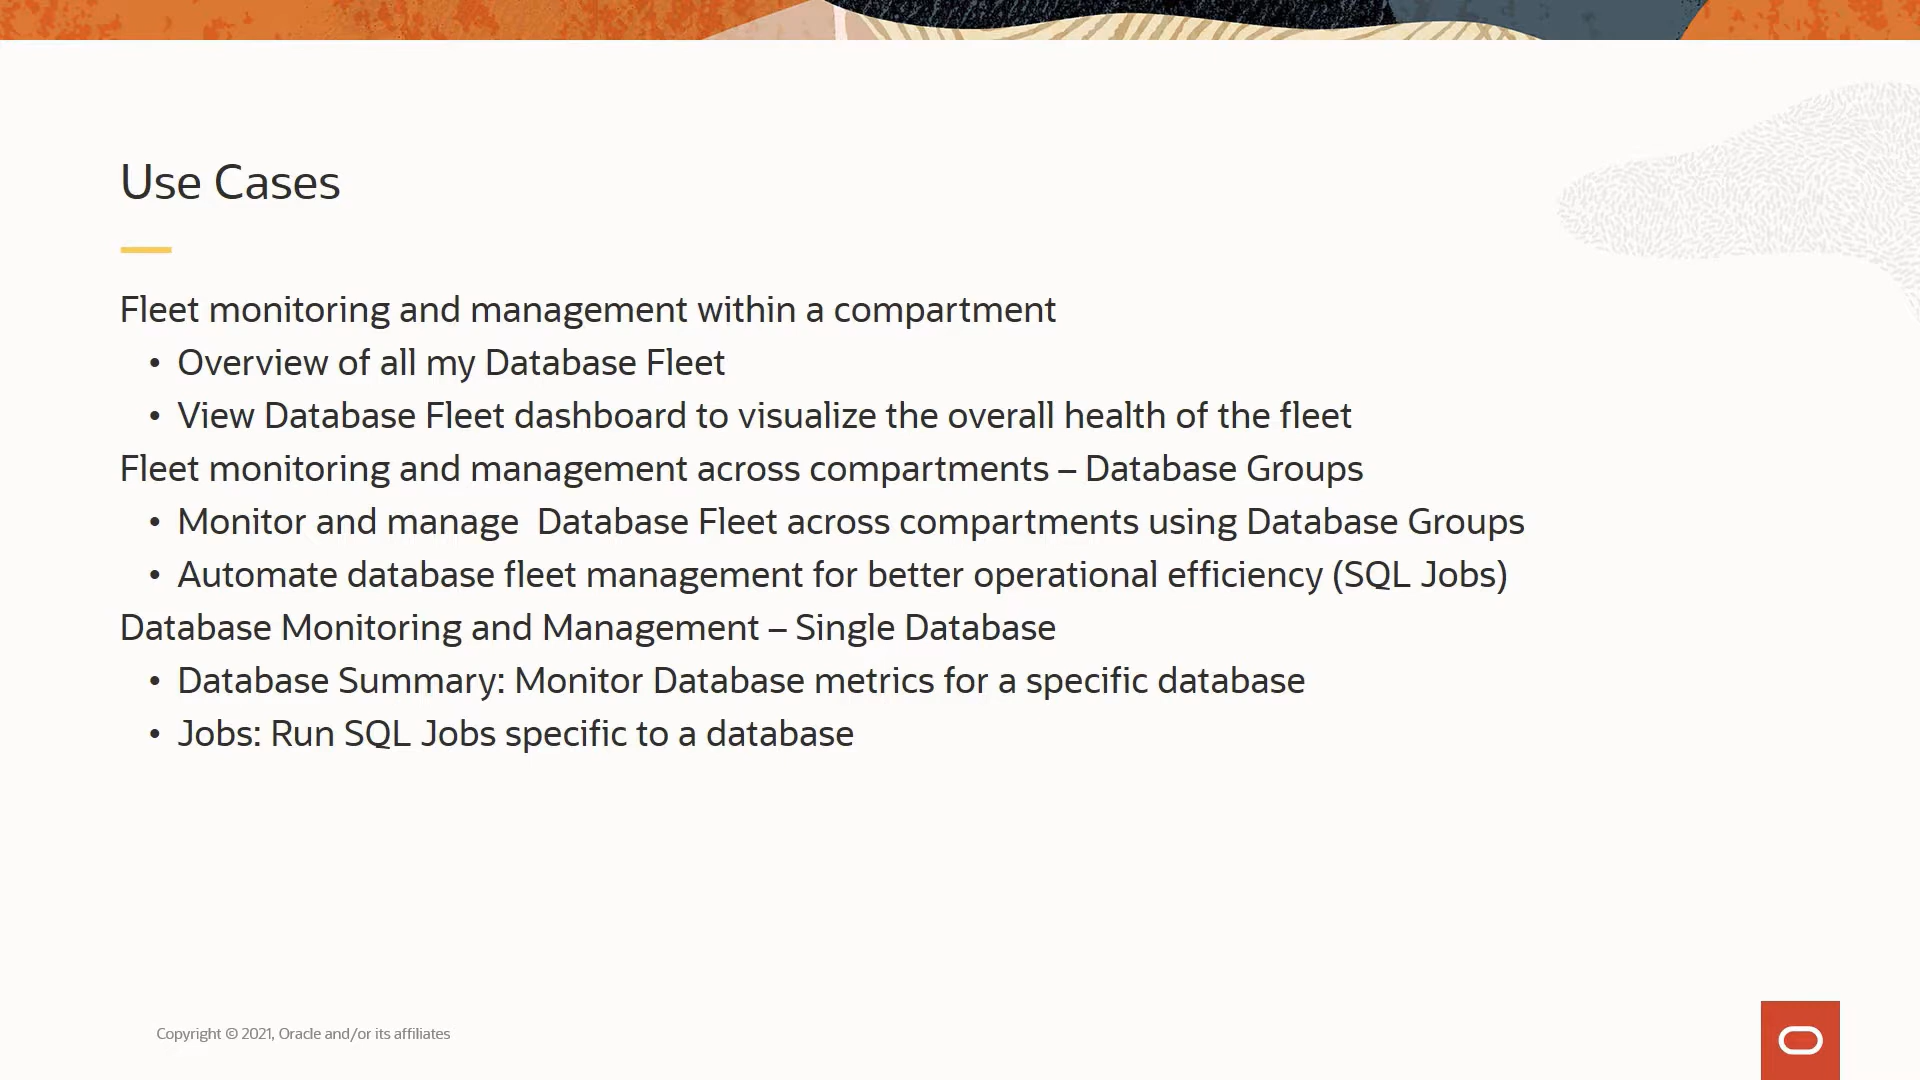 Use Cases
Fleet monitoring and management within a compartment
• Overview of all my Database Fleet
• View Database Fleet dashboard to visualize the overall health of the fleet
Fleet monitoring and management across compartments – Database Groups
• Monitor and manage  Database Fleet across compartments using Database Groups
• Automate database fleet management for better operational efficiency (SQL Jobs)
Database Monitoring and Management – Single Database
• Database Summary: Monitor Database metrics for a specific database
• Jobs: Run SQL Jobs specific to a database
Copyright © 2021, Oracle and/or its affiliates